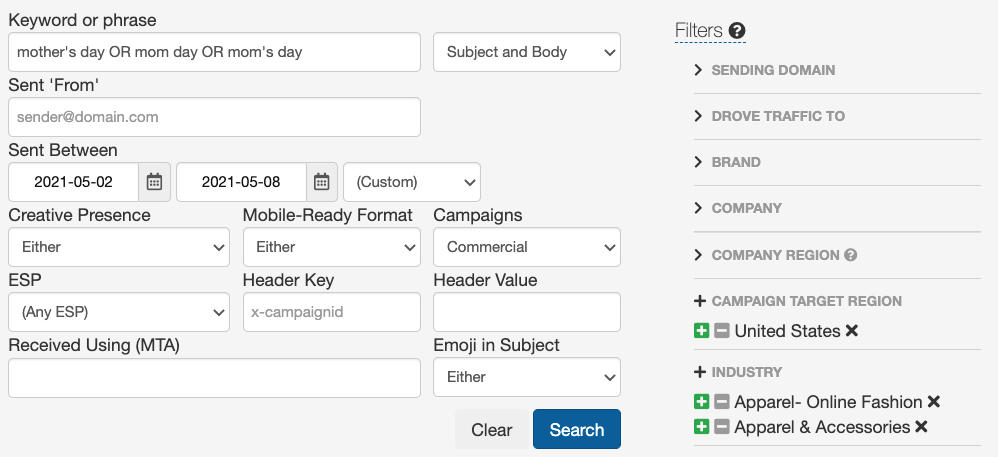 Keyword or phrase
mother's day OR mom day OR mom's day
Subject and Body
Sent 'From'
sender@domain.com
Sent Between
2021-05-02
2021-05-08
(Custom)
Creative Presence
Mobile-Ready Format
Campaigns
Either
Either
Commercial
ESP
Header Key
Header Value
(Any ESP)
x-campaignid
Received Using (MTA)
Emoji in Subject
Either
Clear
Search
Filters ?
SENDING DOMAIN
DROVE TRAFFIC TO
BRAND
COMPANY
COMPANY REGION ?
CAMPAIGN TARGET REGION
United States
INDUSTRY
Apparel- Online Fashion
Apparel & Accessories